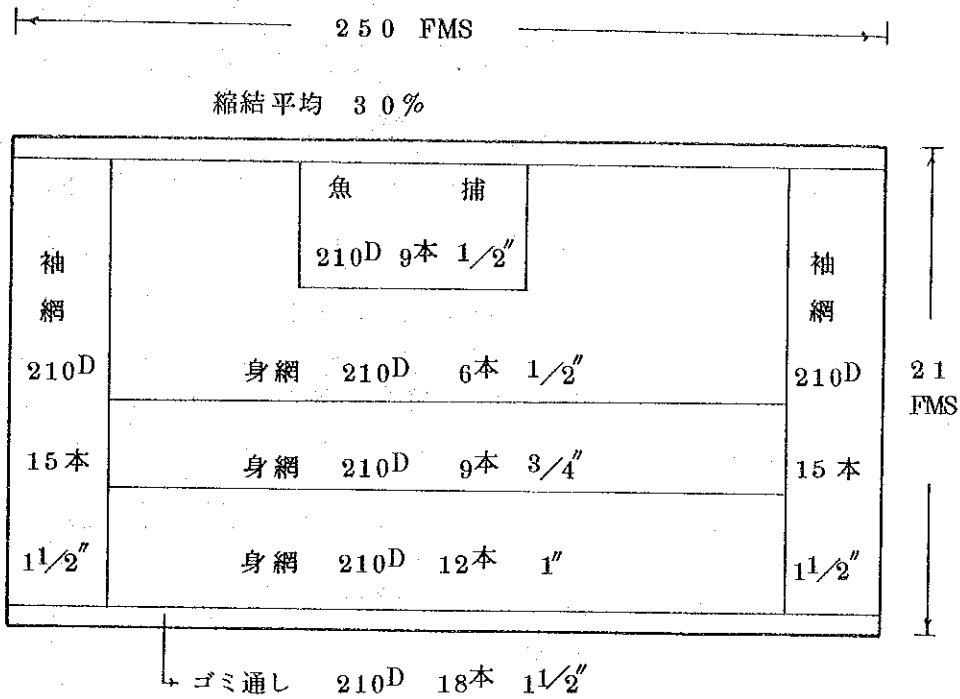 250 FMS
縮結平均 30%
魚 捕
210D 9本 1/2″
袖網
210D
15本
1 1/2″
身網 210D 6本 1/2″
身網 210D 9本 3/4″
身網 210D 12本 1″
袖網
210D
15本
1 1/2″
21
FMS
ゴミ通し 210D 18本 1 1/2″